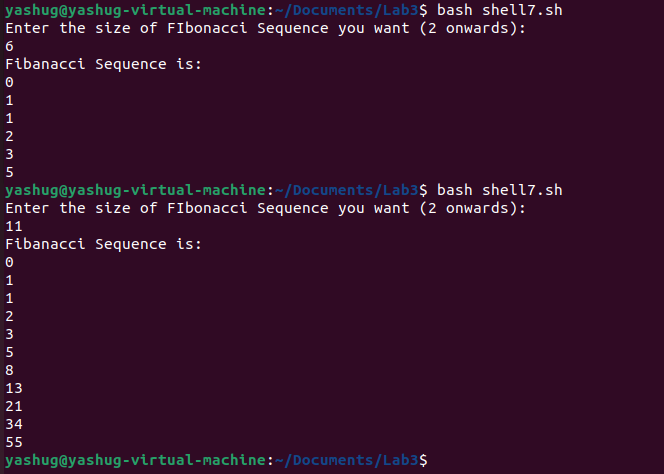 yashug@yashug-virtual-machine:~/Documents/Lab3$ bash shell7.sh
Enter the size of FIbonacci Sequence you want (2 onwards):
6
Fibanacci Sequence is:
0
1
1
2
3
5
yashug@yashug-virtual-machine:~/Documents/Lab3$ bash shell7.sh
Enter the size of FIbonacci Sequence you want (2 onwards):
11
Fibanacci Sequence is:
0
1
1
2
3
5
8
13
21
34
55
yashug@yashug-virtual-machine:~/Documents/Lab3$